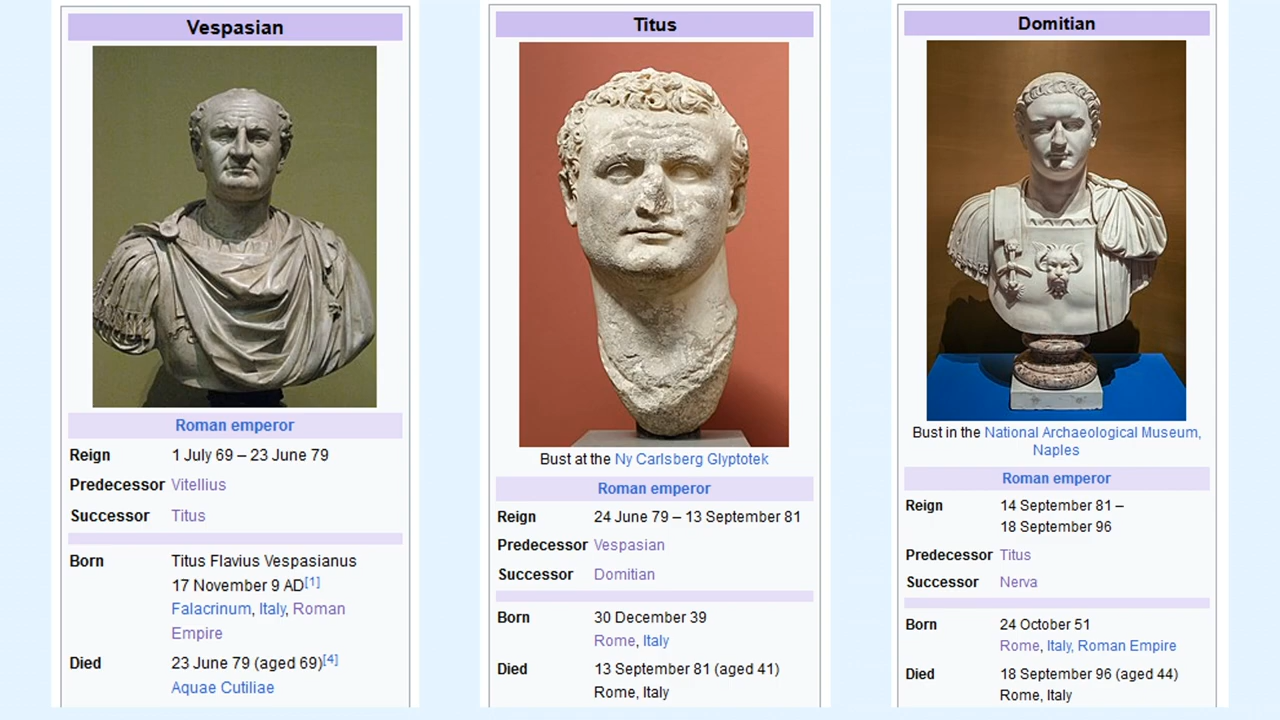 Vespasian
Roman emperor
Reign 1 July 69 – 23 June 79
Predecessor Vitellius
Successor Titus
Born Titus Flavius Vespasianus
17 November 9 AD[1]
Falacrinum, Italy, Roman
Empire
Died 23 June 79 (aged 69)[4]
Aquae Cutiliae
Titus
Bust at the Ny Carlsberg Glyptotek
Roman emperor
Reign 24 June 79 – 13 September 81
Predecessor Vespasian
Successor Domitian
Born 30 December 39
Rome, Italy
Died 13 September 81 (aged 41)
Rome, Italy
Domitian
Bust in the National Archaeological Museum,
Naples
Roman emperor
Reign 14 September 81 –
18 September 96
Predecessor Titus
Successor Nerva
Born 24 October 51
Rome, Italy, Roman Empire
Died 18 September 96 (aged 44)
Rome, Italy